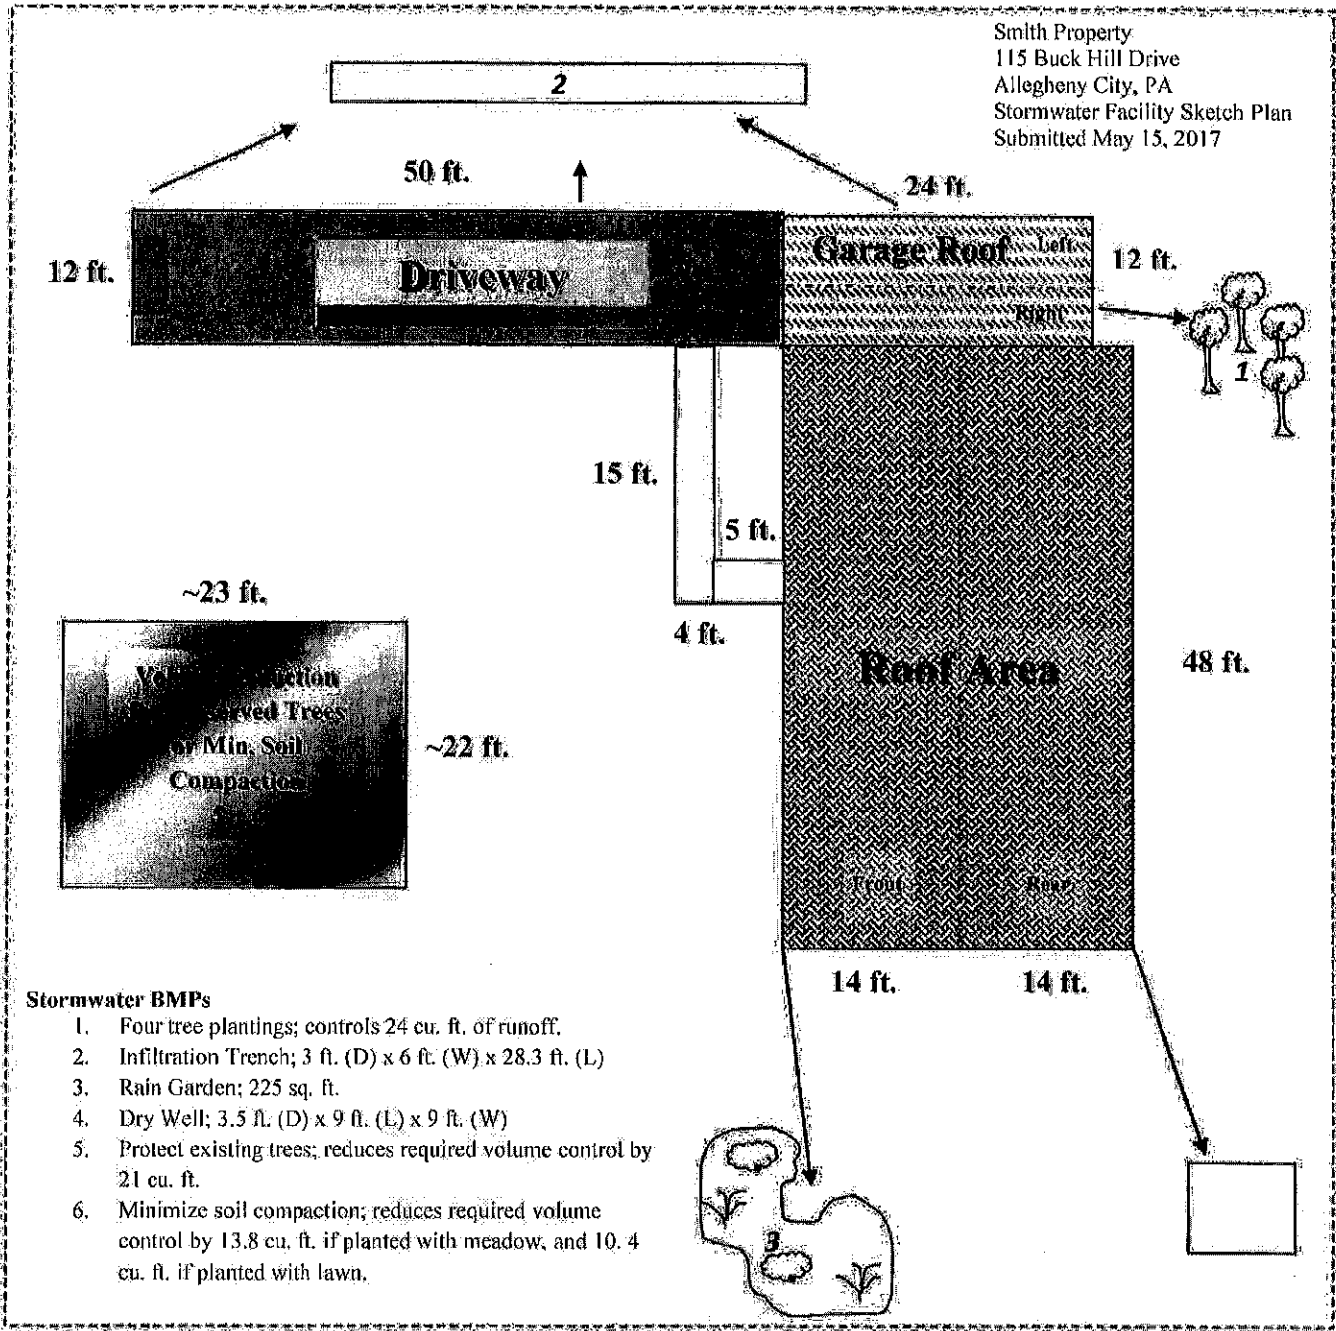 Smith Property
115 Buck Hill Drive
Allegheny City, PA
Stormwater Facility Sketch Plan
Submitted May 15, 2017
2
50 ft.
24 ft.
12 ft.
Driveway
Garage Roof
Left
Right
12 ft.
1
15 ft.
5 ft.
4 ft.
~23 ft.
Trees
Min. Soil
Compaction
~22 ft.
Roof Area
48 ft.
Front
Rear
14 ft.
14 ft.
Stormwater BMPs
1. Four tree plantings; controls 24 cu. ft. of runoff.
2. Infiltration Trench; 3 ft. (D) x 6 ft. (W) x 28.3 ft. (L)
3. Rain Garden; 225 sq. ft.
4. Dry Well; 3.5 ft. (D) x 9 ft. (L) x 9 ft. (W)
5. Protect existing trees; reduces required volume control by
21 cu. ft.
6. Minimize soil compaction; reduces required volume
control by 13.8 cu. ft. if planted with meadow, and 10. 4
cu. ft. if planted with lawn.
3